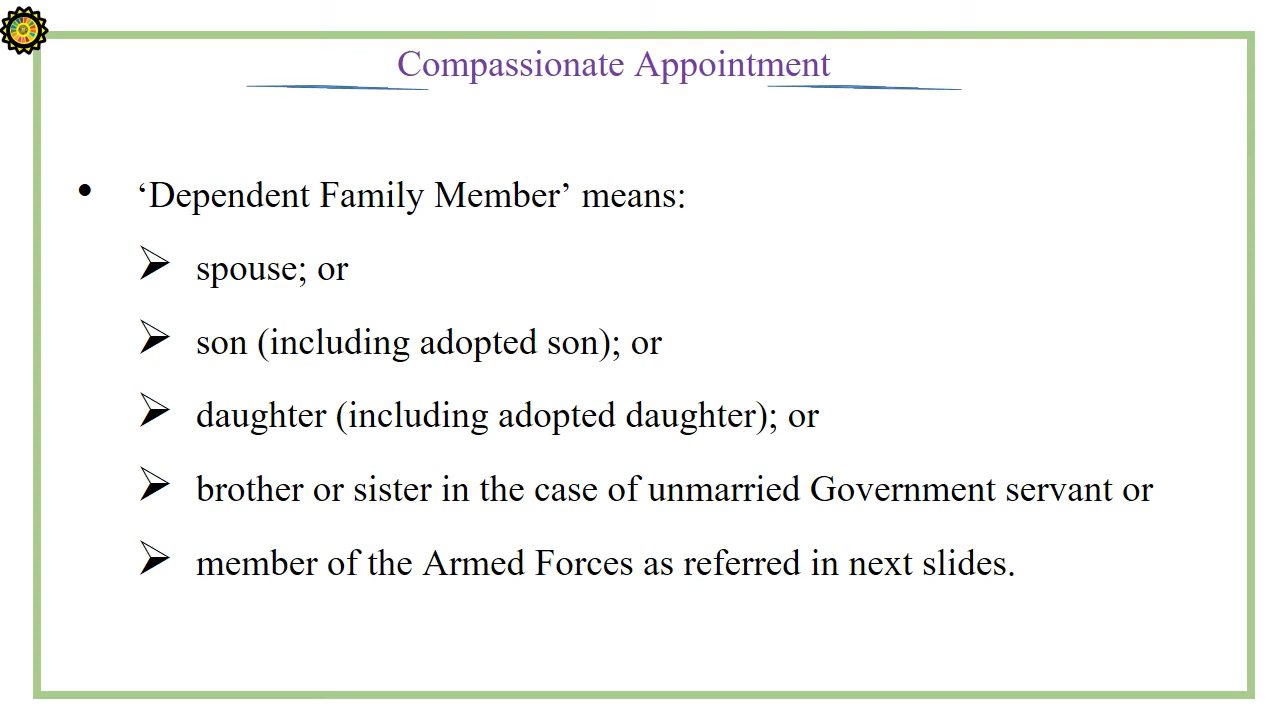 Compassionate Appointment
• ‘Dependent Family Member’ means:
➢ spouse; or
➢ son (including adopted son); or
➢ daughter (including adopted daughter); or
➢ brother or sister in the case of unmarried Government servant or
➢ member of the Armed Forces as referred in next slides.